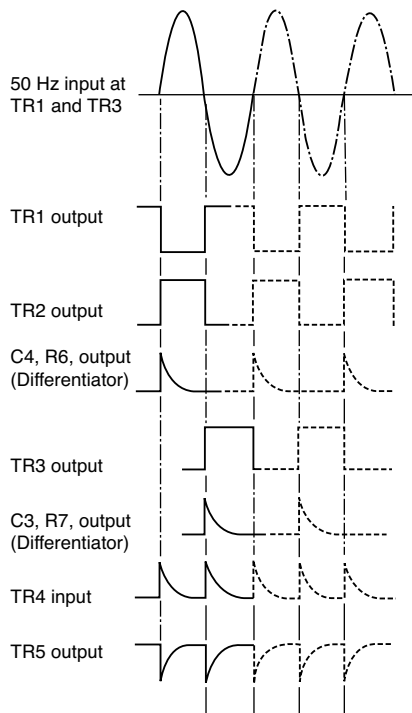 50 Hz input at
TR1 and TR3
TR1 output
TR2 output
C4, R6, output
(Differentiator)
TR3 output
C3, R7, output
(Differentiator)
TR4 input
TR5 output